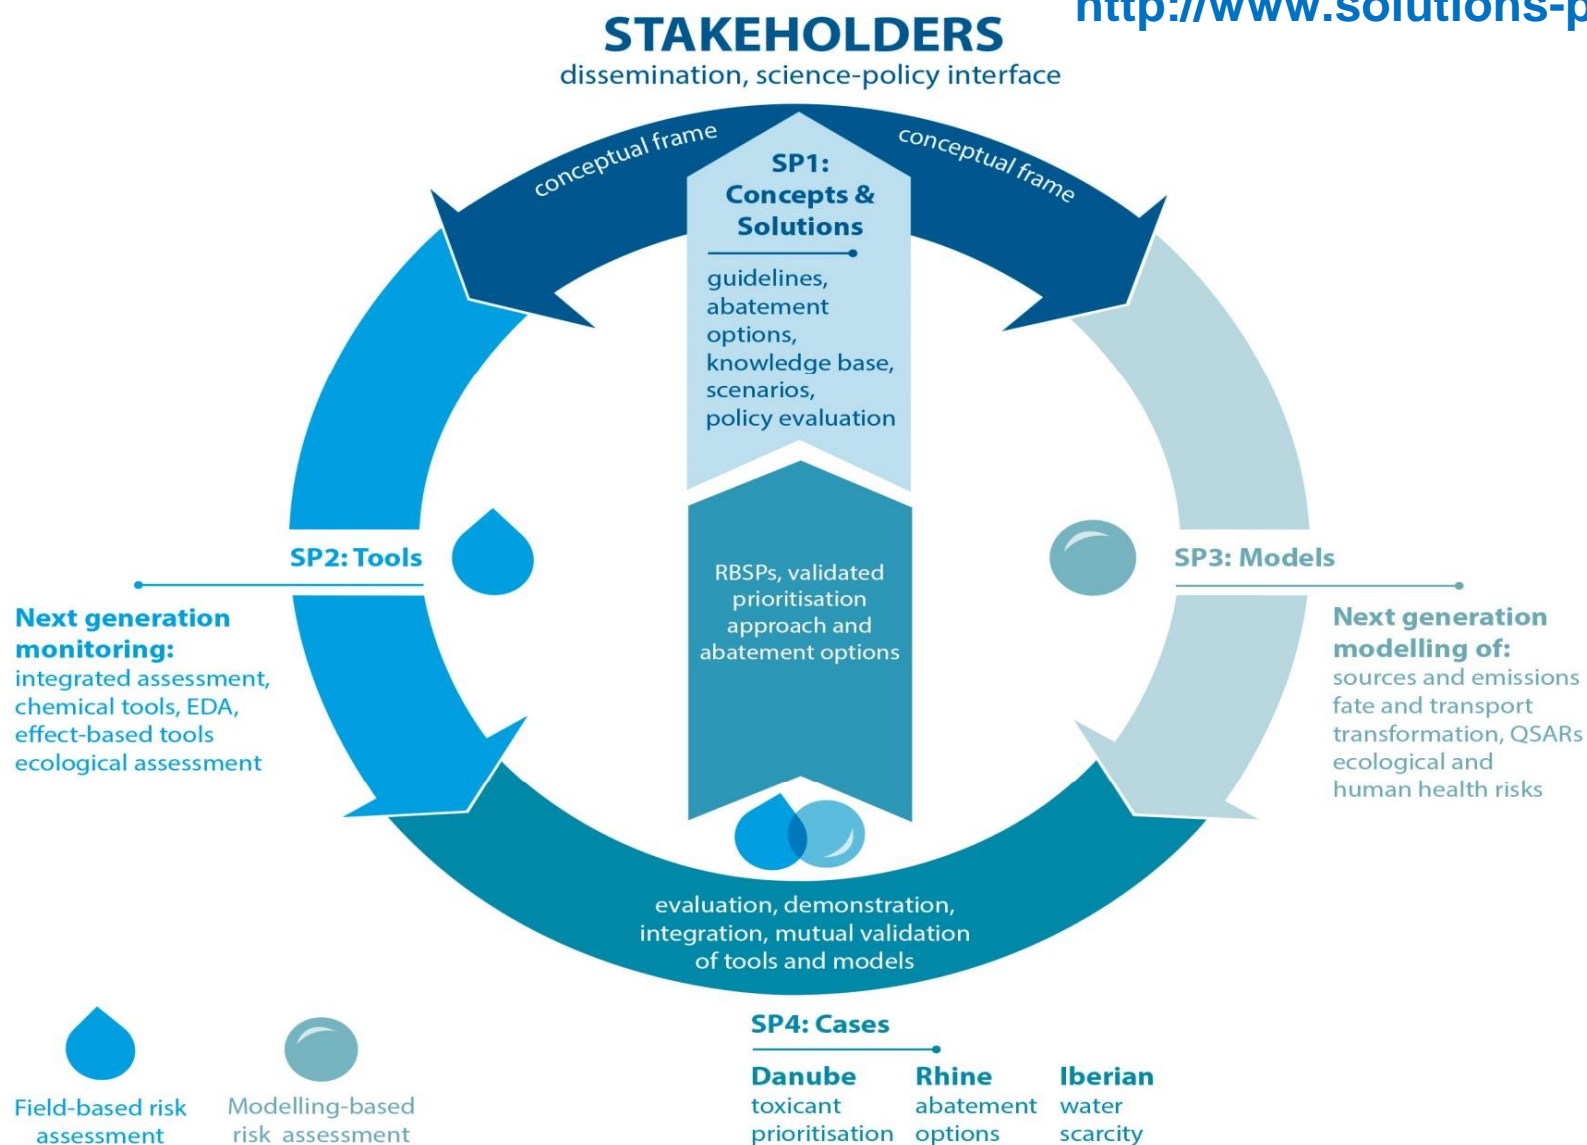 http://www.solutions-p
STAKEHOLDERS
dissemination, science-policy interface
conceptual frame
conceptual frame
SP1:
Concepts &
Solutions
guidelines,
abatement
options,
knowledge base,
scenarios,
policy evaluation
SP2: Tools
Next generation
monitoring:
integrated assessment,
chemical tools, EDA,
effect-based tools
ecological assessment
RBSPs, validated
prioritisation
approach and
abatement options
SP3: Models
Next generation
modelling of:
sources and emissions
fate and transport
transformation, QSARs
ecological and
human health risks
evaluation, demonstration,
integration, mutual validation
of tools and models
SP4: Cases
Danube
toxicant
prioritisation
Rhine
abatement
options
Iberian
water
scarcity
Field-based risk
assessment
Modelling-based
risk assessment